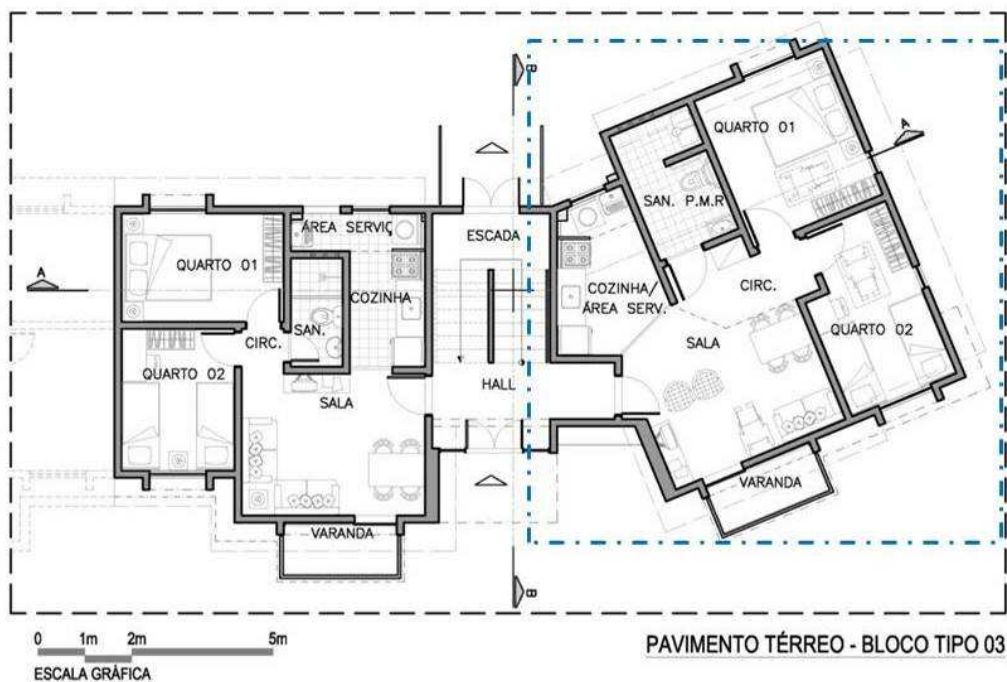 B
QUARTO 01
A
SAN. P.M.R
ÁREA SERVIÇ
ESCADA
QUARTO 01
A
COZINHA
COZINHA/
ÁREA SERV.
CIRC.
SAN.
CIRC.
QUARTO 02
SALA
QUARTO 02
HALL
SALA
VARANDA
VARANDA
B
0 1m 2m 5m
ESCALA GRÁFICA
PAVIMENTO TÉRREO - BLOCO TIPO 03